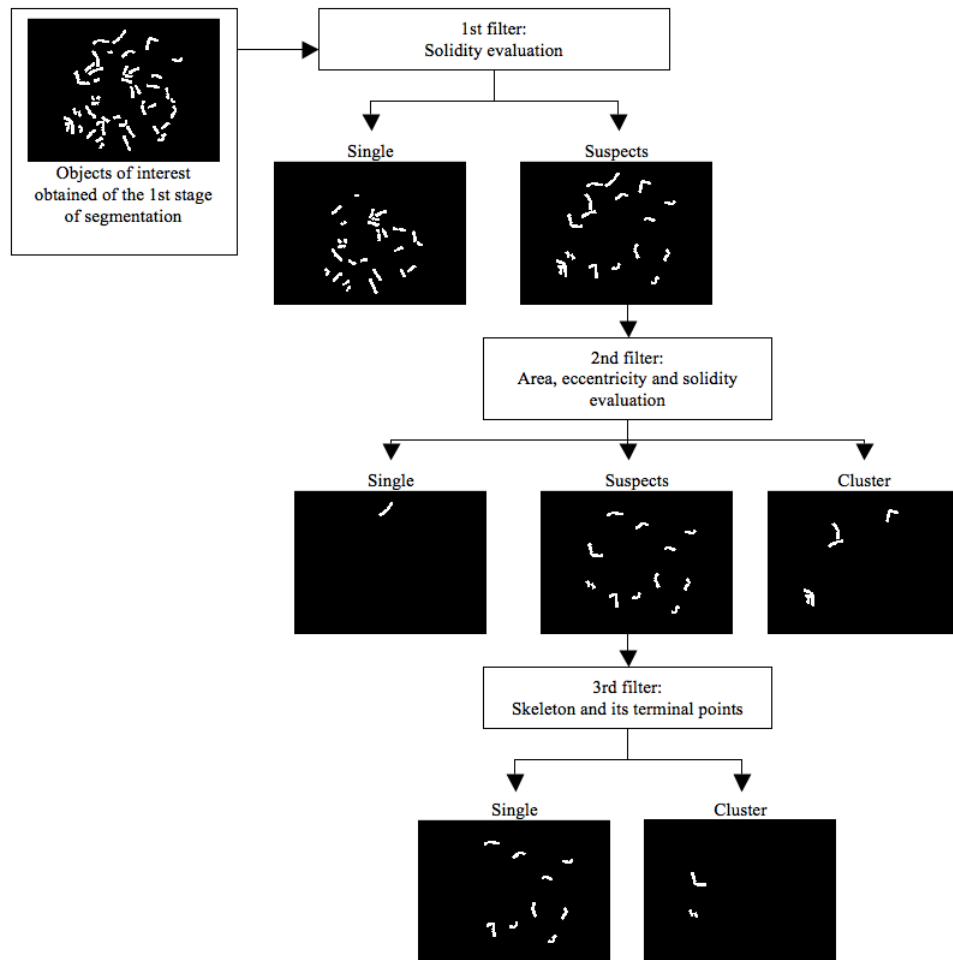 1st filter:
Solidity evaluation
Objects of interest
obtained of the 1st stage
of segmentation
Single
Suspects
2nd filter:
Area, eccentricity and solidity
evaluation
Single
Suspects
Cluster
3rd filter:
Skeleton and its terminal points
Single
Cluster